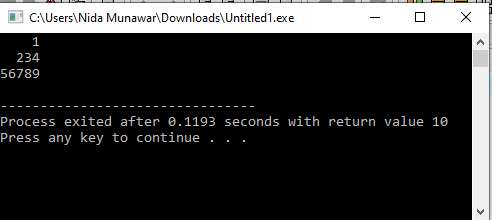 C:\Users\Nida Munawar\Downloads\Untitled1.exe
    1
  234
56789
--------------------------------
Process exited after 0.1193 seconds with return value 10
Press any key to continue . . .